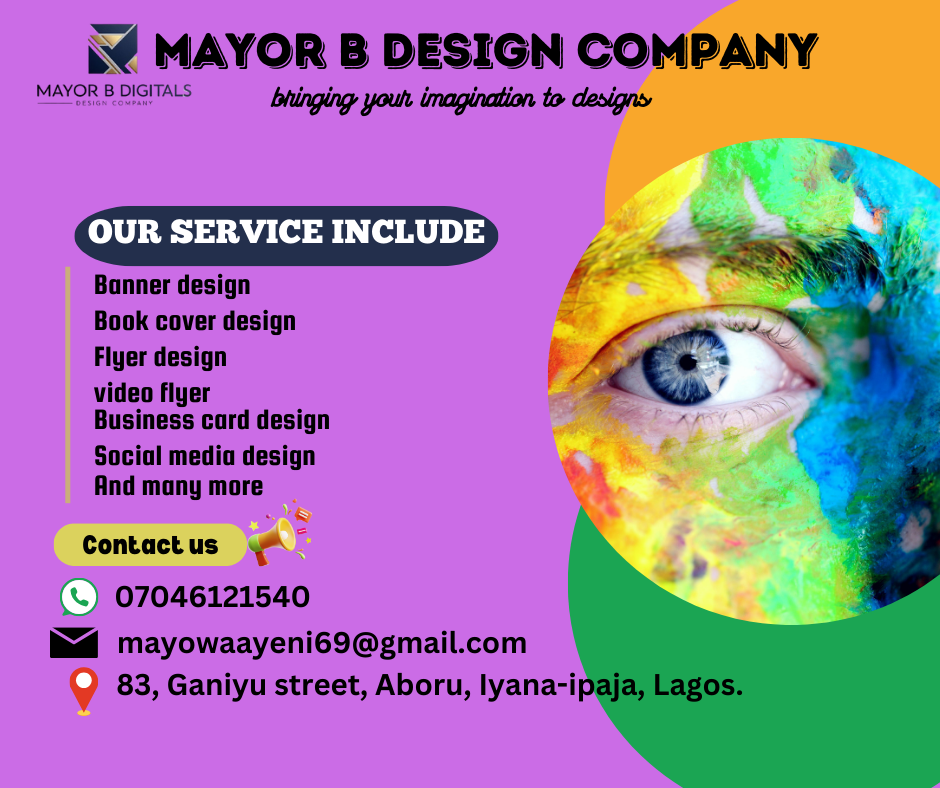 MAYOR B DESIGN COMPANY
bringing your imagination to designs
MAYOR B DIGITALS
DESIGN COMPANY
OUR SERVICE INCLUDE
Banner design
Book cover design
Flyer design
video flyer
Business card design
Social media design
And many more
Contact us
07046121540
mayowaayeni69@gmail.com
83, Ganiyu street, Aboru, Iyana-ipaja, Lagos.